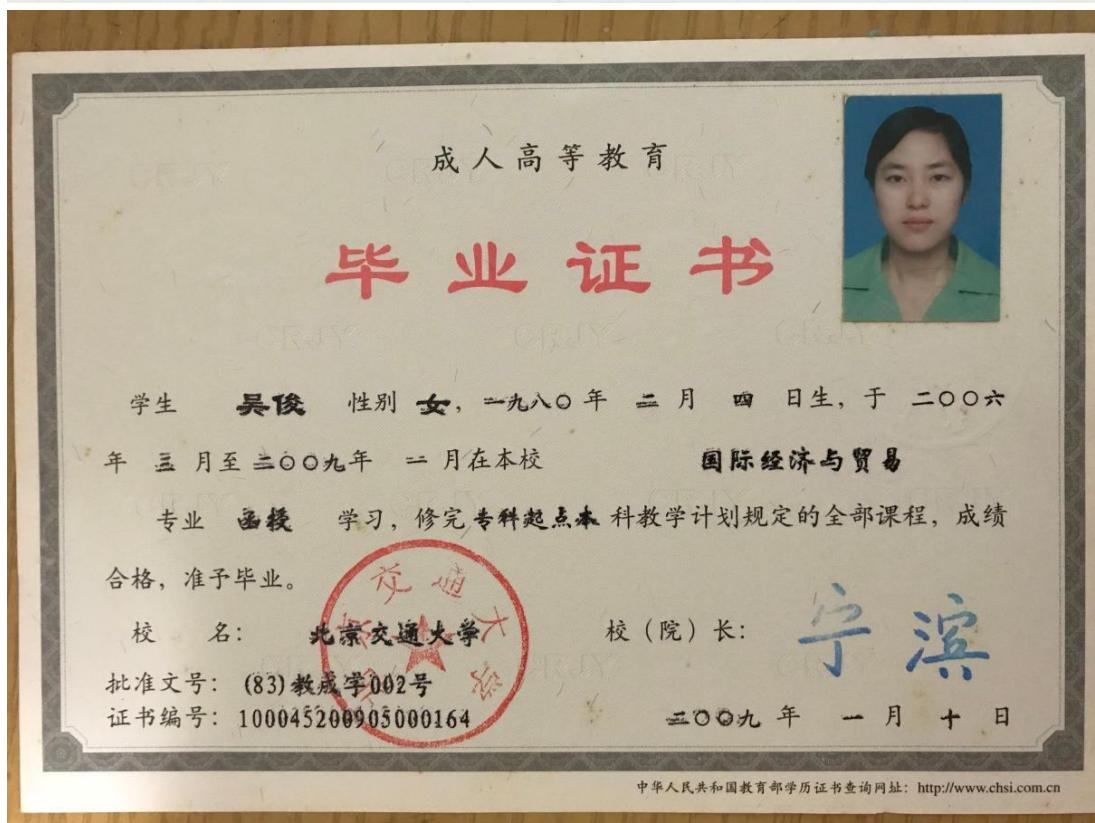 成人高等教育
毕业证书
学生 吴俊 性别 女，一九八〇年 二 月 四 日生，于 二〇〇六
年 三 月至 二〇〇九年 一 月在本校 国际经济与贸易
专业 函授 学习，修完专科起点本科教学计划规定的全部课程，成绩
合格，准予毕业。
校 名： 北京交通大学 校（院）长： 宁滨
批准文号： (83)教成学002号
证书编号： 100045200905000164 二〇〇九 年 一 月 十 日
北京交通大学
中华人民共和国教育部学历证书查询网址：http://www.chsi.com.cn